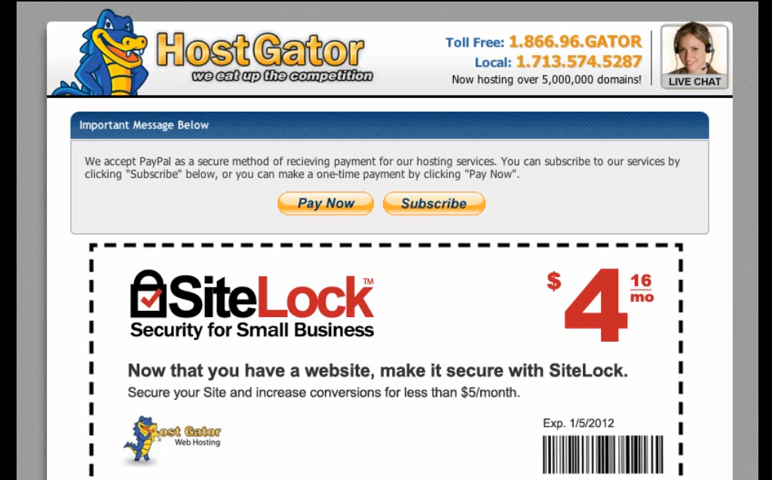 HostGator
we eat up the competition
Toll Free: 1.866.96.GATOR
Local: 1.713.574.5287
Now hosting over 5,000,000 domains!
LIVE CHAT
Important Message Below
We accept PayPal as a secure method of recieving payment for our hosting services. You can subscribe to our services by
clicking "Subscribe" below, or you can make a one-time payment by clicking "Pay Now".
Pay Now Subscribe
SiteLock™
Security for Small Business
$4 16 mo
Now that you have a website, make it secure with SiteLock.
Secure your Site and increase conversions for less than $5/month.
Host Gator
Web Hosting
Exp. 1/5/2012